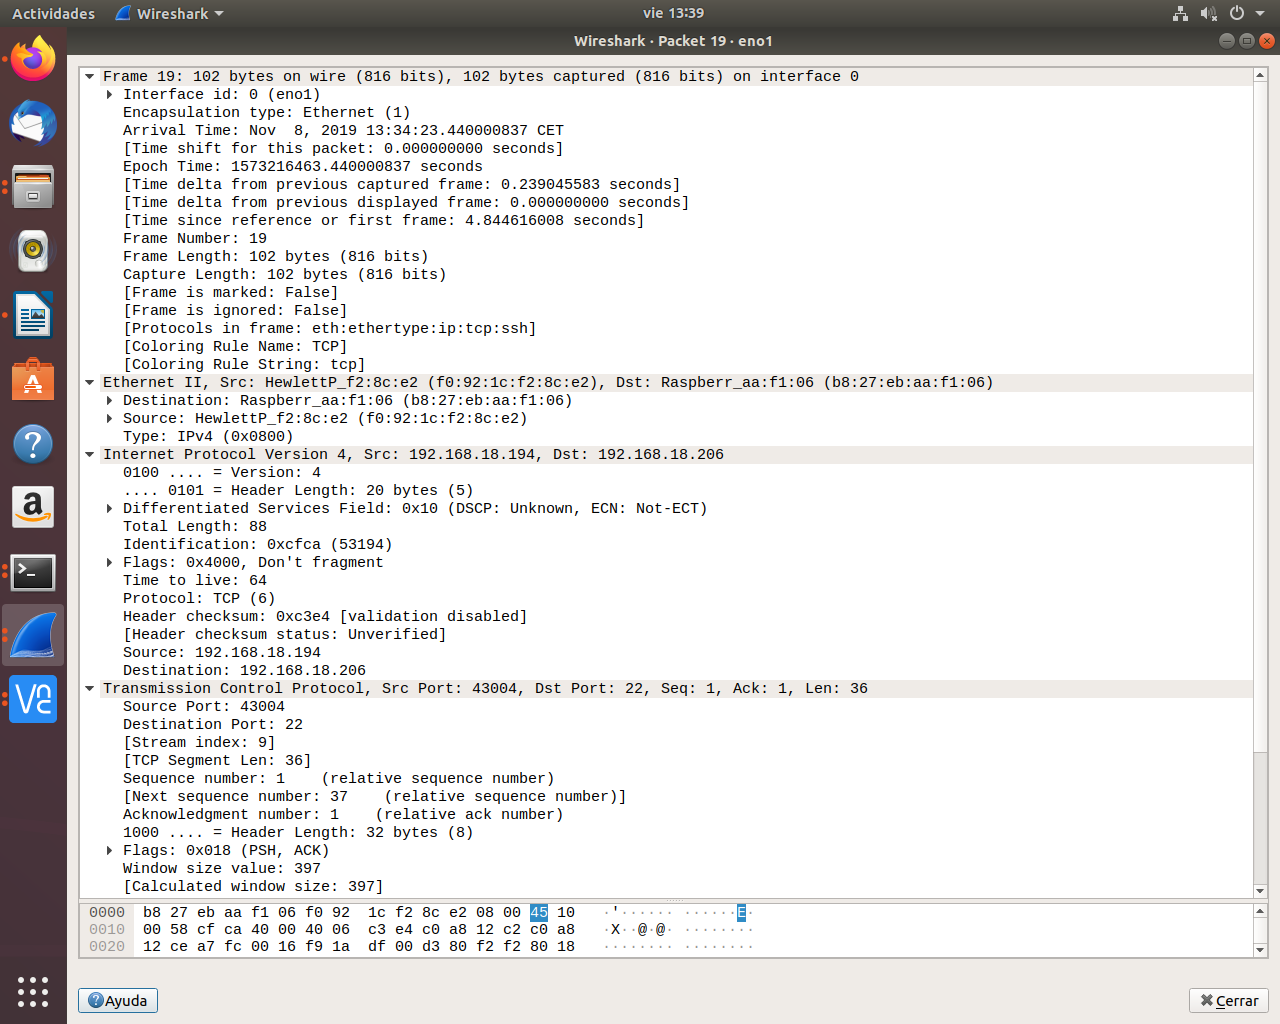 Actividades Wireshark vie 13:39
Wireshark · Packet 19 · eno1
Frame 19: 102 bytes on wire (816 bits), 102 bytes captured (816 bits) on interface 0
Interface id: 0 (eno1)
Encapsulation type: Ethernet (1)
Arrival Time: Nov  8, 2019 13:34:23.440000837 CET
[Time shift for this packet: 0.000000000 seconds]
Epoch Time: 1573216463.440000837 seconds
[Time delta from previous captured frame: 0.239045583 seconds]
[Time delta from previous displayed frame: 0.000000000 seconds]
[Time since reference or first frame: 4.844616008 seconds]
Frame Number: 19
Frame Length: 102 bytes (816 bits)
Capture Length: 102 bytes (816 bits)
[Frame is marked: False]
[Frame is ignored: False]
[Protocols in frame: eth:ethertype:ip:tcp:ssh]
[Coloring Rule Name: TCP]
[Coloring Rule String: tcp]
Ethernet II, Src: HewlettP_f2:8c:e2 (f0:92:1c:f2:8c:e2), Dst: Raspberr_aa:f1:06 (b8:27:eb:aa:f1:06)
Destination: Raspberr_aa:f1:06 (b8:27:eb:aa:f1:06)
Source: HewlettP_f2:8c:e2 (f0:92:1c:f2:8c:e2)
Type: IPv4 (0x0800)
Internet Protocol Version 4, Src: 192.168.18.194, Dst: 192.168.18.206
0100 .... = Version: 4
.... 0101 = Header Length: 20 bytes (5)
Differentiated Services Field: 0x10 (DSCP: Unknown, ECN: Not-ECT)
Total Length: 88
Identification: 0xcfca (53194)
Flags: 0x4000, Don't fragment
Time to live: 64
Protocol: TCP (6)
Header checksum: 0xc3e4 [validation disabled]
[Header checksum status: Unverified]
Source: 192.168.18.194
Destination: 192.168.18.206
Transmission Control Protocol, Src Port: 43004, Dst Port: 22, Seq: 1, Ack: 1, Len: 36
Source Port: 43004
Destination Port: 22
[Stream index: 9]
[TCP Segment Len: 36]
Sequence number: 1    (relative sequence number)
[Next sequence number: 37    (relative sequence number)]
Acknowledgment number: 1    (relative ack number)
1000 .... = Header Length: 32 bytes (8)
Flags: 0x018 (PSH, ACK)
Window size value: 397
[Calculated window size: 397]
0000  b8 27 eb aa f1 06 f0 92  1c f2 8c e2 08 00 45 10   ·'······ ······E·
0010  00 58 cf ca 40 00 40 06  c3 e4 c0 a8 12 c2 c0 a8   ·X··@·@· ········
0020  12 ce a7 fc 00 16 f9 1a  df 00 d3 80 f2 f2 80 18   ········ ········
Ayuda Cerrar